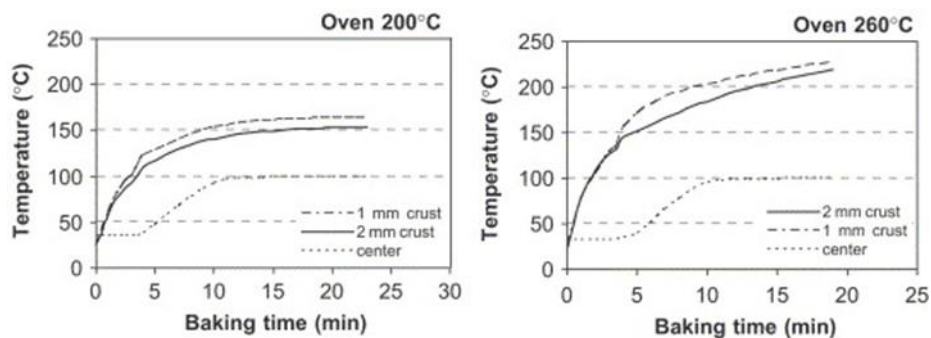 Oven 200°C
Temperature (°C)
250
200
150
100
50
0
1 mm crust
2 mm crust
center
0 5 10 15 20 25 30
Baking time (min)
Oven 260°C
Temperature (°C)
250
200
150
100
50
0
2 mm crust
1 mm crust
center
0 5 10 15 20 25
Baking time (min)